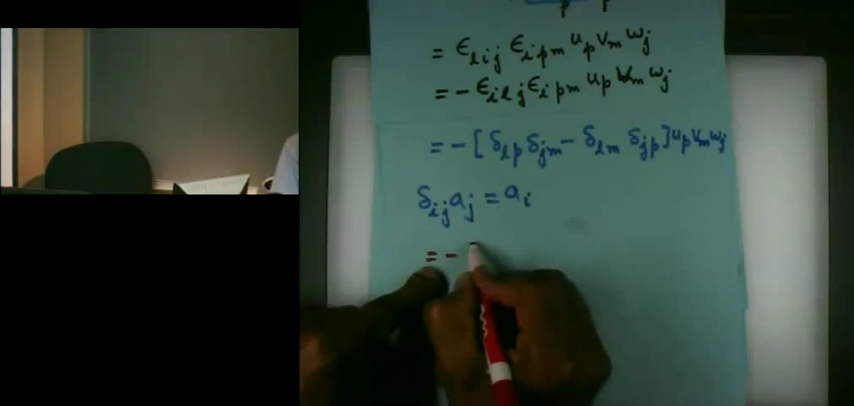 p p
= ϵ_{lij} ϵ_{ipm} u_p v_m w_j
= - ϵ_{ilj} ϵ_{ipm} u_p v_m w_j
= - [ δ_{lp} δ_{jm} - δ_{lm} δ_{jp} ] u_p v_m w_j
δ_{ij} a_j = a_i
= -